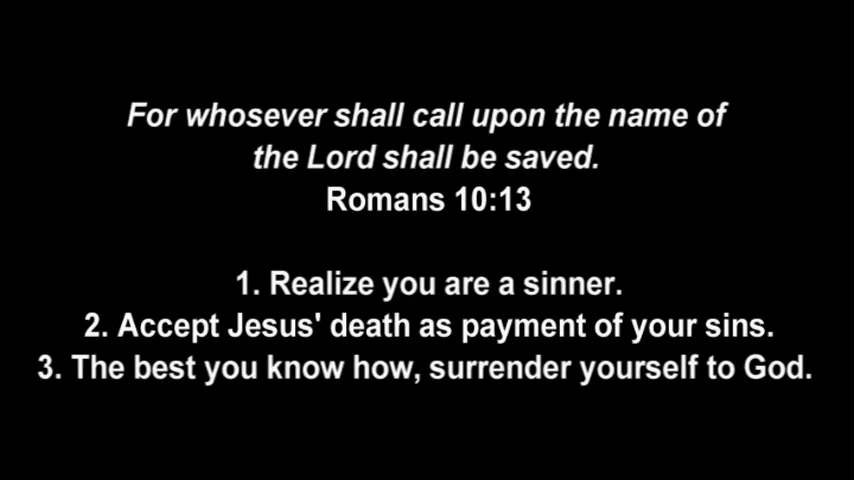 For whosever shall call upon the name of
the Lord shall be saved.
Romans 10:13
1. Realize you are a sinner.
2. Accept Jesus' death as payment of your sins.
3. The best you know how, surrender yourself to God.